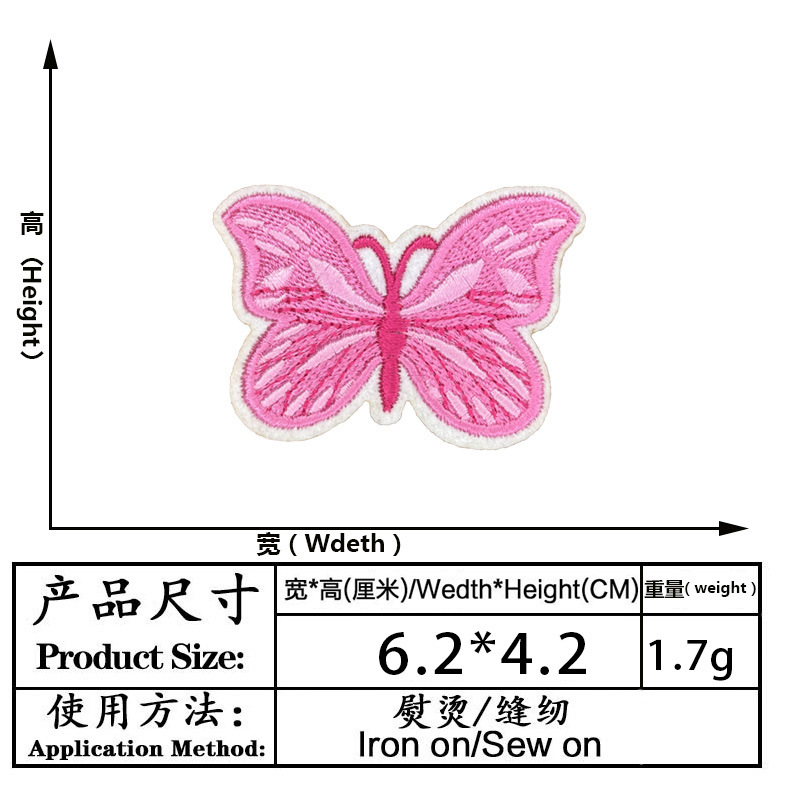 高（Height）
宽（Wdeth）
产品尺寸
Product Size:
宽*高(厘米)/Wedth*Height(CM)
重量( weight )
6.2*4.2
1.7g
使用方法：
Application Method:
熨烫/缝纫
Iron on/Sew on